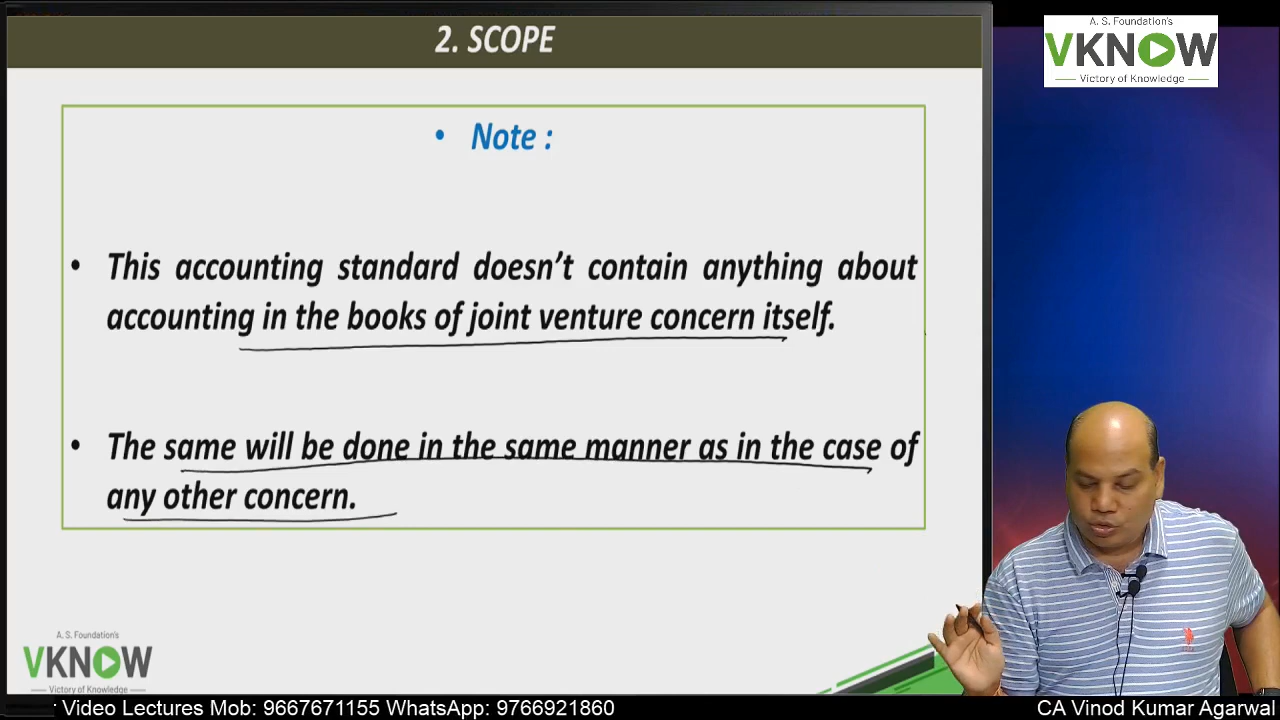 2. SCOPE
A. S. Foundation's
VKNOW
Victory of Knowledge
• Note :
• This accounting standard doesn't contain anything about
accounting in the books of joint venture concern itself.
• The same will be done in the same manner as in the case of
any other concern.
A. S. Foundation's
VKNOW
Victory of Knowledge
Video Lectures Mob: 9667671155 WhatsApp: 9766921860
CA Vinod Kumar Agarwal